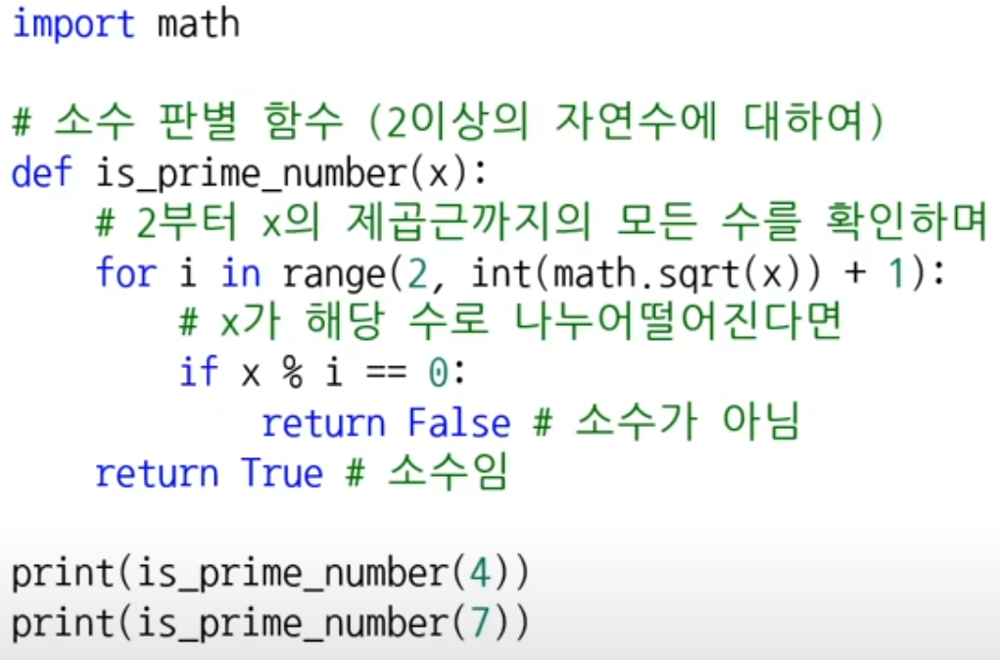 import math

# 소수 판별 함수 (2이상의 자연수에 대하여)
def is_prime_number(x):
    # 2부터 x의 제곱근까지의 모든 수를 확인하며
    for i in range(2, int(math.sqrt(x)) + 1):
        # x가 해당 수로 나누어떨어진다면
        if x % i == 0:
            return False # 소수가 아님
    return True # 소수임

print(is_prime_number(4))
print(is_prime_number(7))